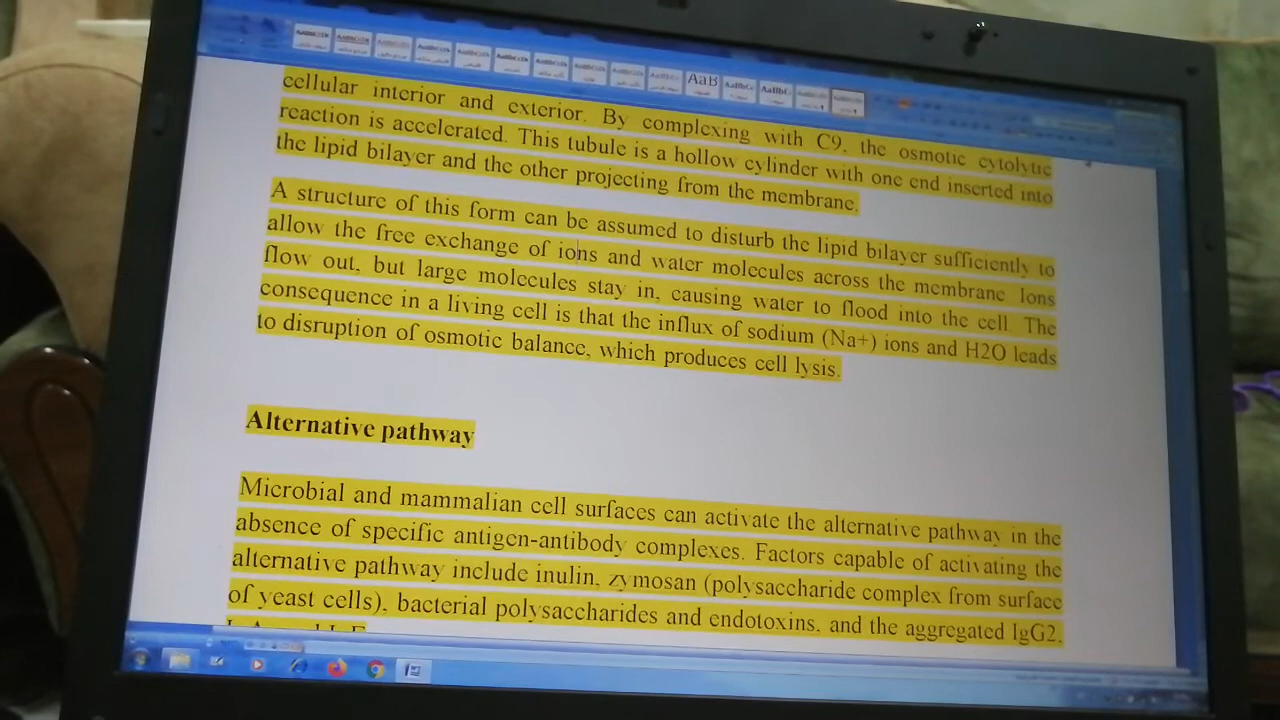 AaB
cellular interior and exterior. By complexing with C9, the osmotic cytolytic
reaction is accelerated. This tubule is a hollow cylinder with one end inserted into
the lipid bilayer and the other projecting from the membrane.
A structure of this form can be assumed to disturb the lipid bilayer sufficiently to
allow the free exchange of ions and water molecules across the membrane. Ions
flow out, but large molecules stay in, causing water to flood into the cell. The
consequence in a living cell is that the influx of sodium (Na+) ions and H2O leads
to disruption of osmotic balance, which produces cell lysis.
Alternative pathway
Microbial and mammalian cell surfaces can activate the alternative pathway in the
absence of specific antigen-antibody complexes. Factors capable of activating the
alternative pathway include inulin, zymosan (polysaccharide complex from surface
of yeast cells), bacterial polysaccharides and endotoxins, and the aggregated IgG2,